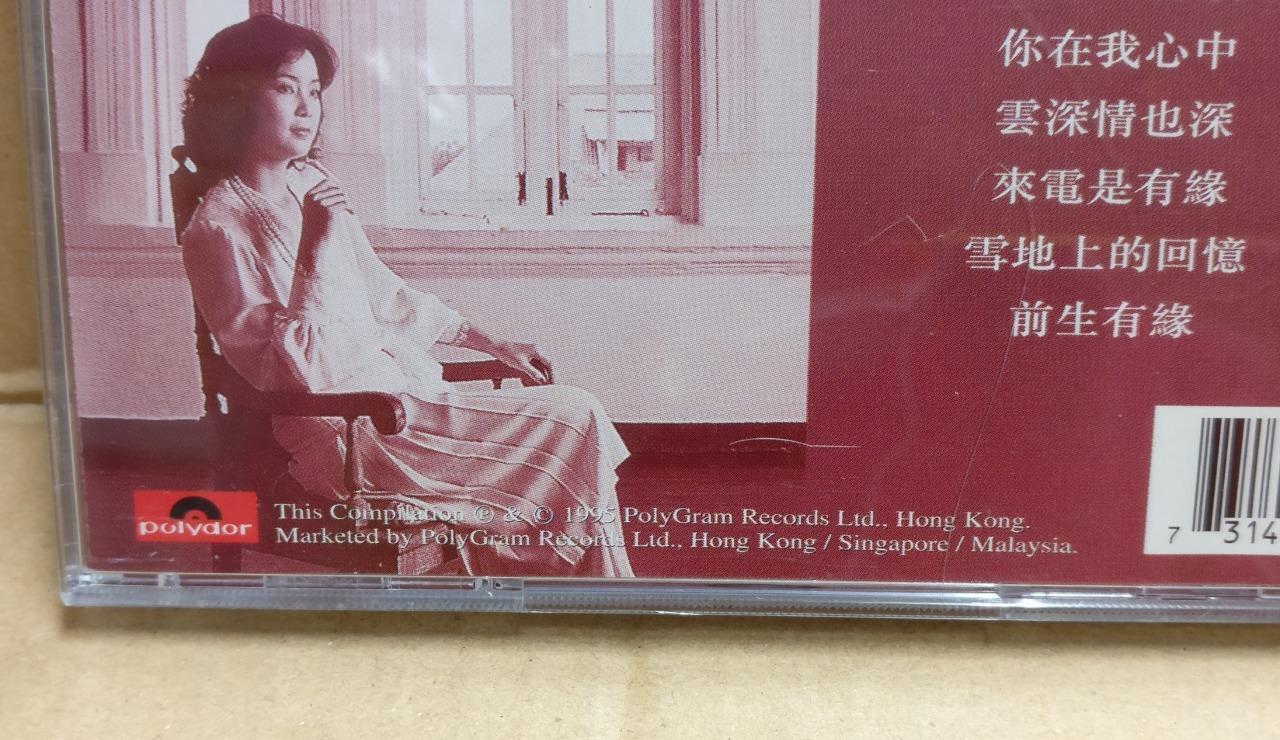 你在我心中
雲深情也深
來電是有緣
雪地上的回憶
前生有緣
polydor
This Compilation ℗ & © 1995 PolyGram Records Ltd., Hong Kong.
Marketed by PolyGram Records Ltd., Hong Kong / Singapore / Malaysia.
7 314